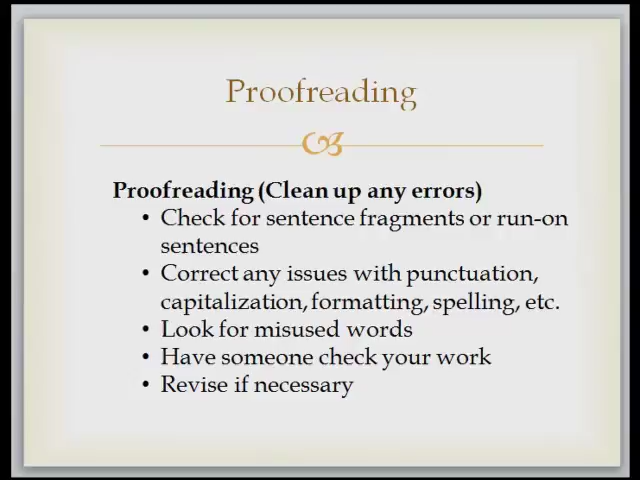 Proofreading
Proofreading (Clean up any errors)
• Check for sentence fragments or run-on
sentences
• Correct any issues with punctuation,
capitalization, formatting, spelling, etc.
• Look for misused words
• Have someone check your work
• Revise if necessary